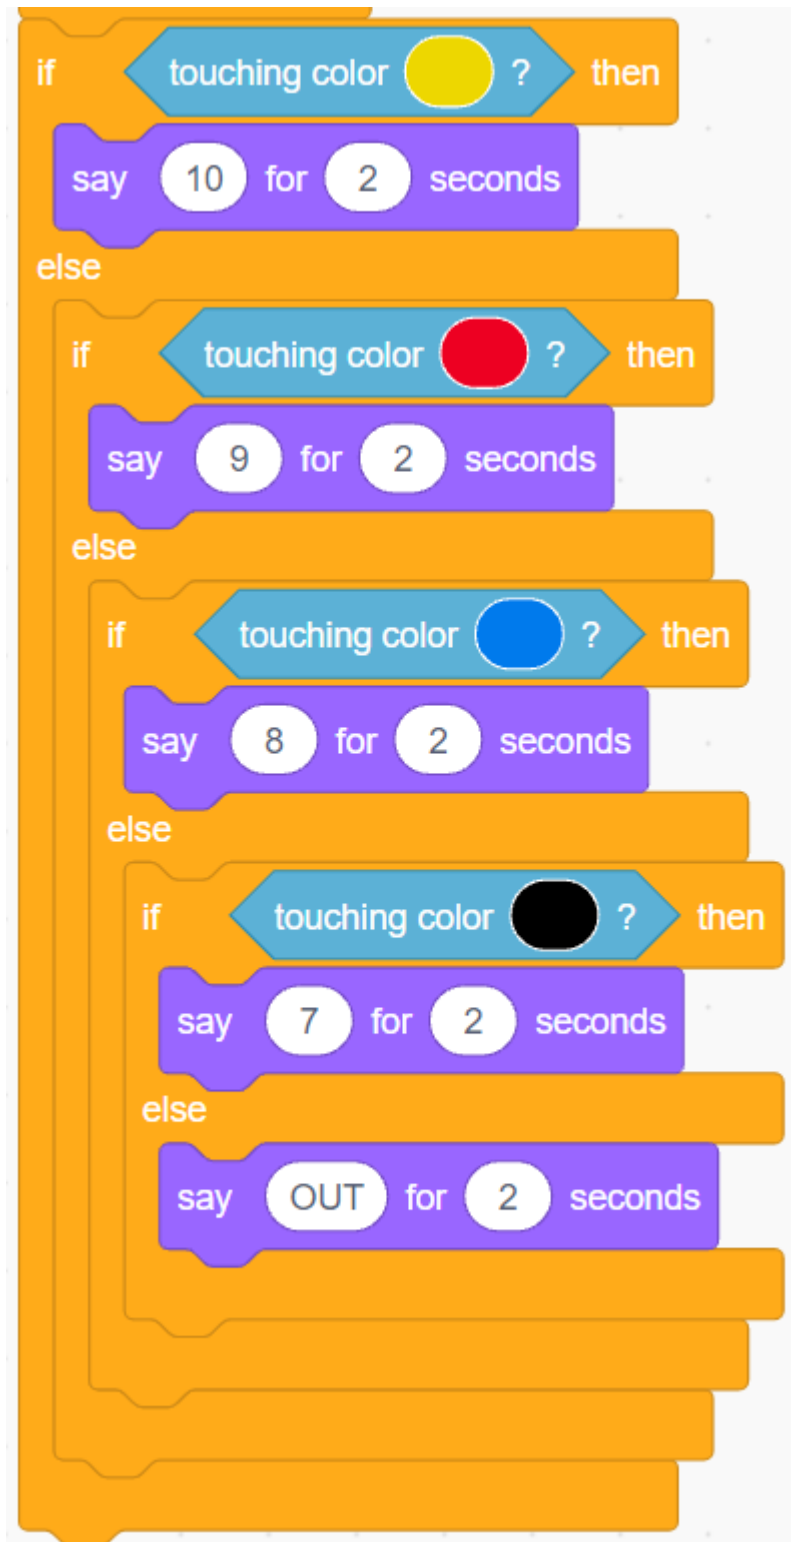 if touching color ? then
say 10 for 2 seconds
else
if touching color ? then
say 9 for 2 seconds
else
if touching color ? then
say 8 for 2 seconds
else
if touching color ? then
say 7 for 2 seconds
else
say OUT for 2 seconds